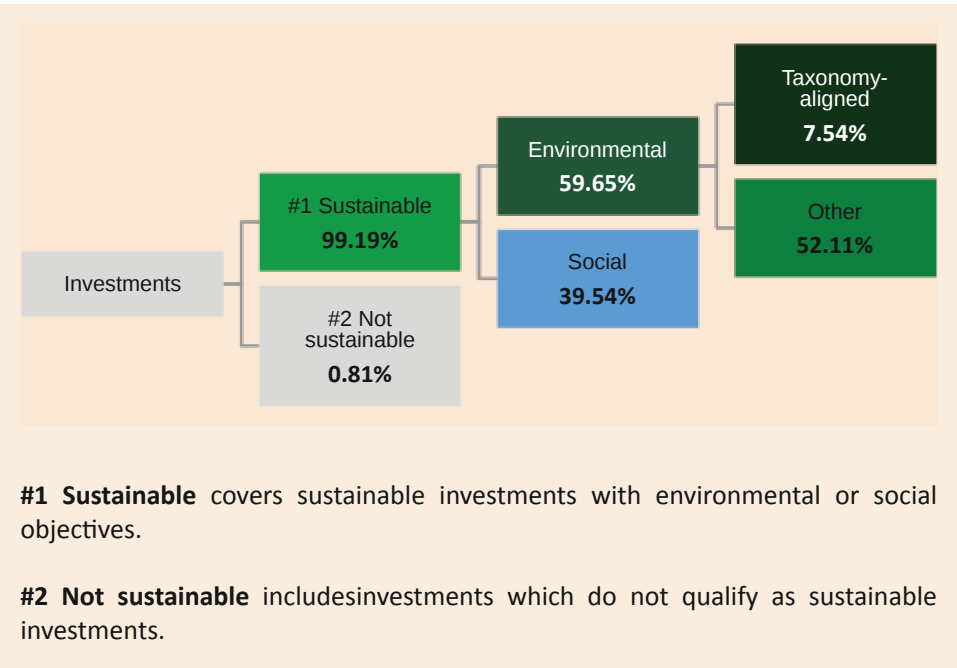 Investments
#1 Sustainable
99.19%
#2 Not
sustainable
0.81%
Environmental
59.65%
Social
39.54%
Taxonomy-
aligned
7.54%
Other
52.11%
#1 Sustainable covers sustainable investments with environmental or social
objectives.
#2 Not sustainable includesinvestments which do not qualify as sustainable
investments.